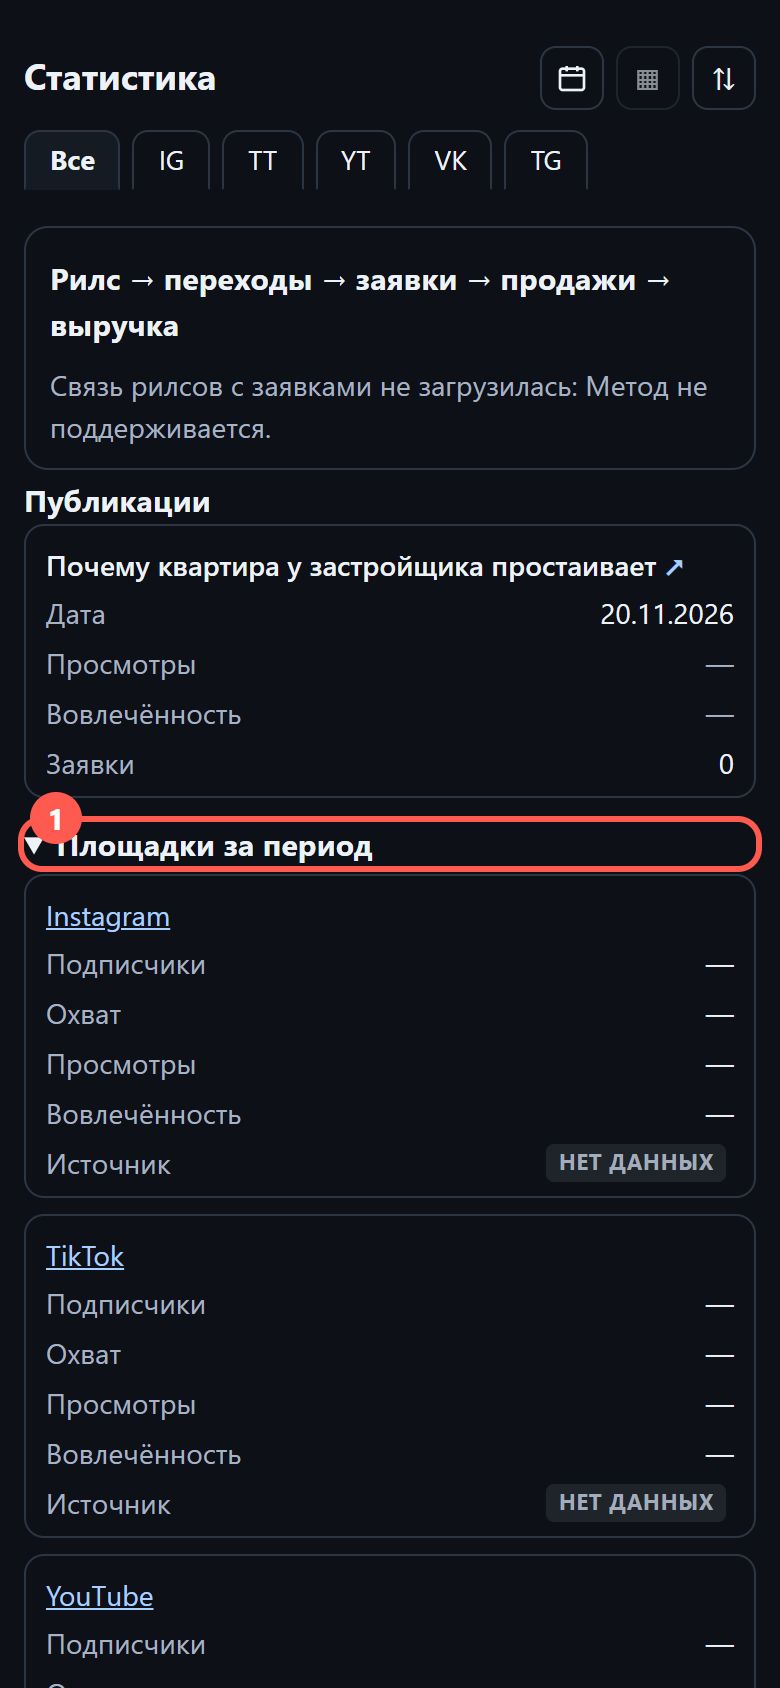 Статистика
Все IG TT YT VK TG
Рилс → переходы → заявки → продажи →
выручка
Связь рилсов с заявками не загрузилась: Метод не
поддерживается.
Публикации
Почему квартира у застройщика простаивает ↗
Дата 20.11.2026
Просмотры —
Вовлечённость —
Заявки 0
1
▼ Площадки за период
Instagram
Подписчики —
Охват —
Просмотры —
Вовлечённость —
Источник НЕТ ДАННЫХ
TikTok
Подписчики —
Охват —
Просмотры —
Вовлечённость —
Источник НЕТ ДАННЫХ
YouTube
Подписчики —